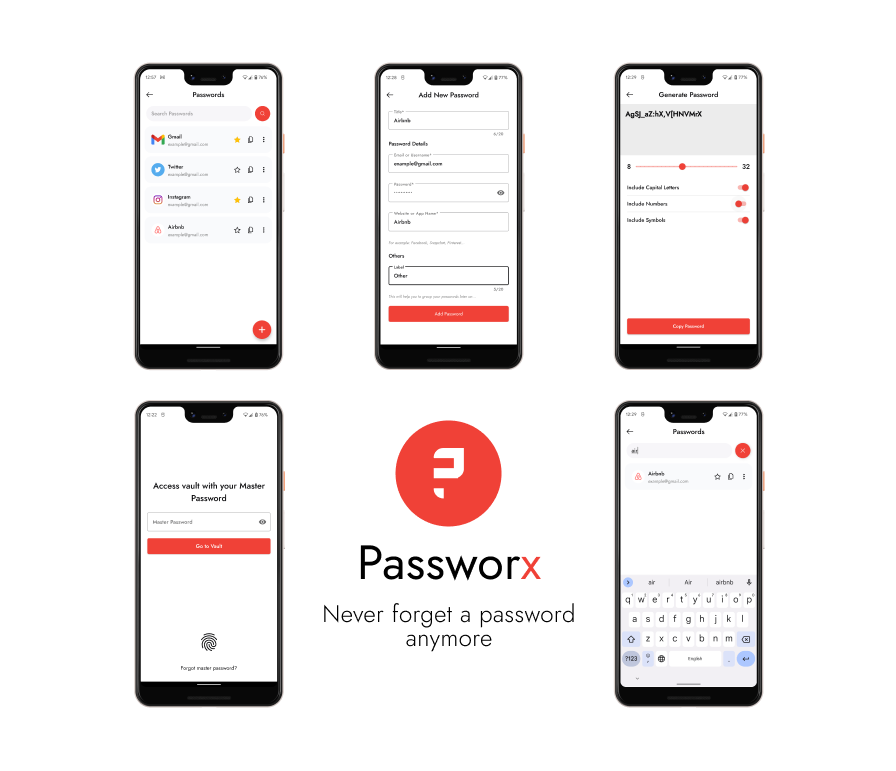 12:57
76%
Passwords
Search Passwords
Gmail
example@gmail.com
Twitter
example@gmail.com
Instagram
example@gmail.com
Airbnb
example@gmail.com
12:28
77%
Add New Password
Title*
Airbnb
6/25
Password Details
Email or Username*
example@gmail.com
Password*
Website or App Name*
Airbnb
For example: Facebook, Snapchat, Pinterest...
Others
Label
Other
5/25
This will help you to group your passwords later on...
Add Password
12:29
77%
Generate Password
8
32
Include Capital Letters
Include Numbers
Include Symbols
Copy Password
12:22
76%
Access vault with your Master
Password
Master Password
Go to Vault
Forgot master password?
Passworx
Never forget a password
anymore
12:29
77%
Passwords
air
Airbnb
example@gmail.com
air Air airbnb
q w e r t y u i o p
a s d f g h j k l
z x c v b n m
?123 English .